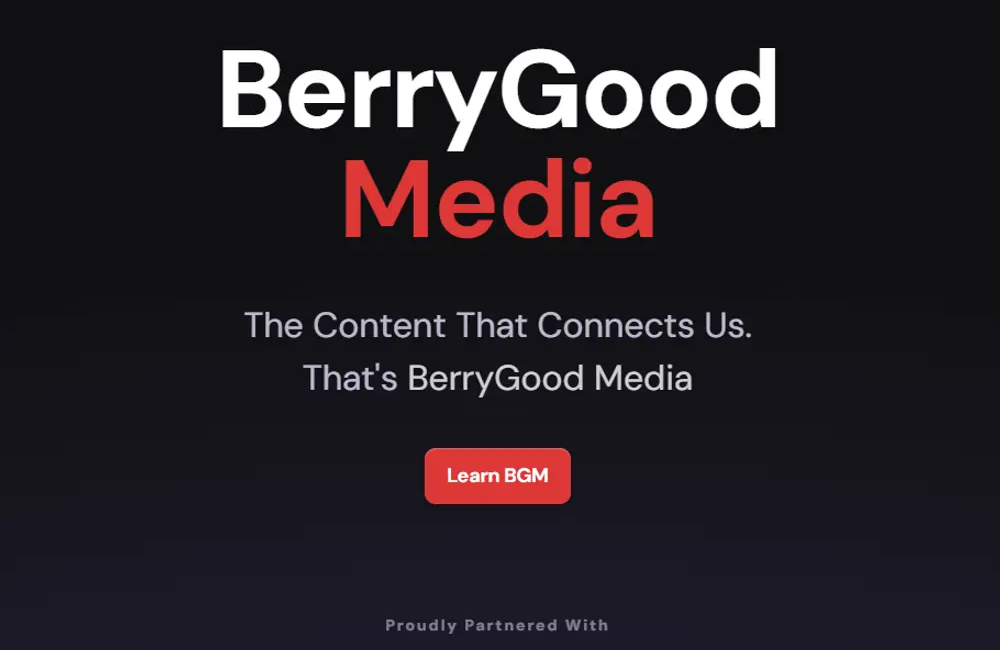 BerryGood
Media
The Content That Connects Us.
That's BerryGood Media
Learn BGM
Proudly Partnered With